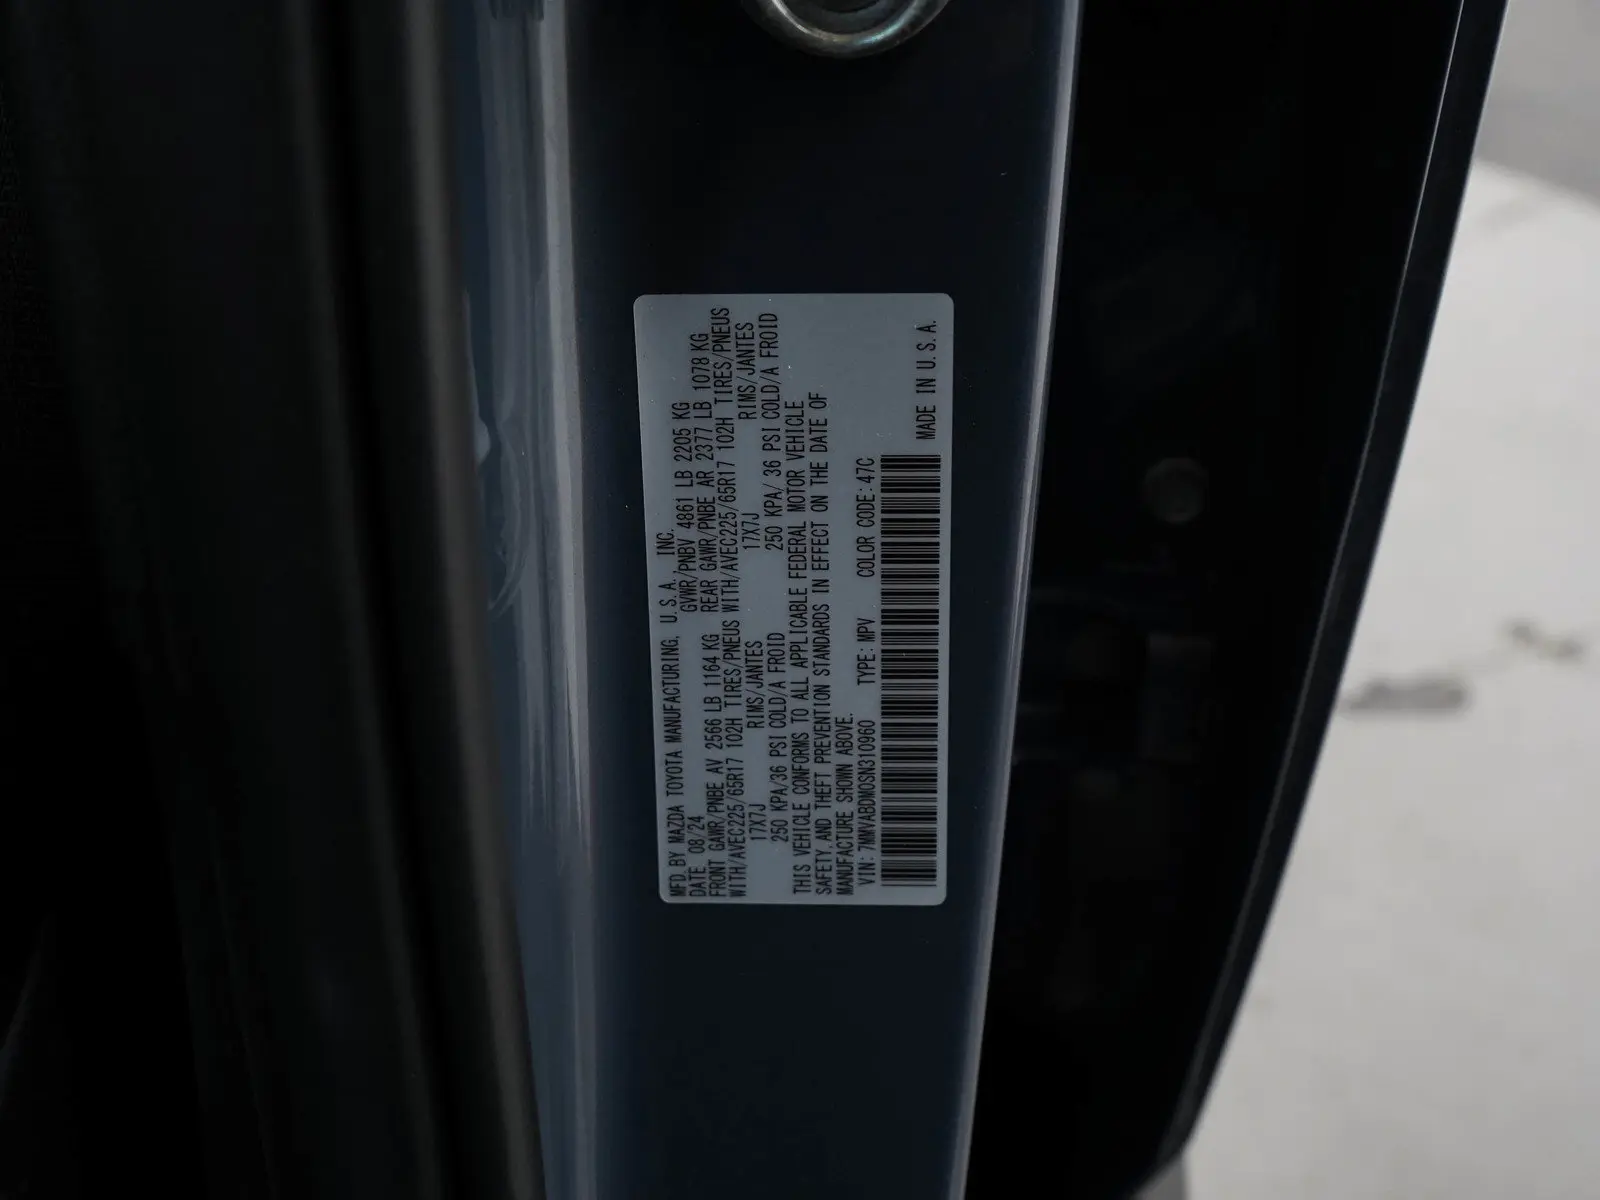 MFD. BY MAZDA TOYOTA MANUFACTURING, U.S.A., INC.
DATE 08/24 GVWR/PNBV 4861 LB 2205 KG
FRONT GAWR/PNBE AV 2566 LB 1164 KG REAR GAWR/PNBE AR 2377 LB 1078 KG
WITH/AVEC225/65R17 102H TIRES/PNEUS WITH/AVEC225/65R17 102H TIRES/PNEUS
17X7J RIMS/JANTES 17X7J RIMS/JANTES
250 KPA/36 PSI COLD/A FROID 250 KPA/ 36 PSI COLD/A FROID
THIS VEHICLE CONFORMS TO ALL APPLICABLE FEDERAL MOTOR VEHICLE
SAFETY, AND THEFT PREVENTION STANDARDS IN EFFECT ON THE DATE OF
MANUFACTURE SHOWN ABOVE.
VIN: 7MMVABDM0SN310960 TYPE: MPV COLOR CODE: 47C
MADE IN U.S.A.